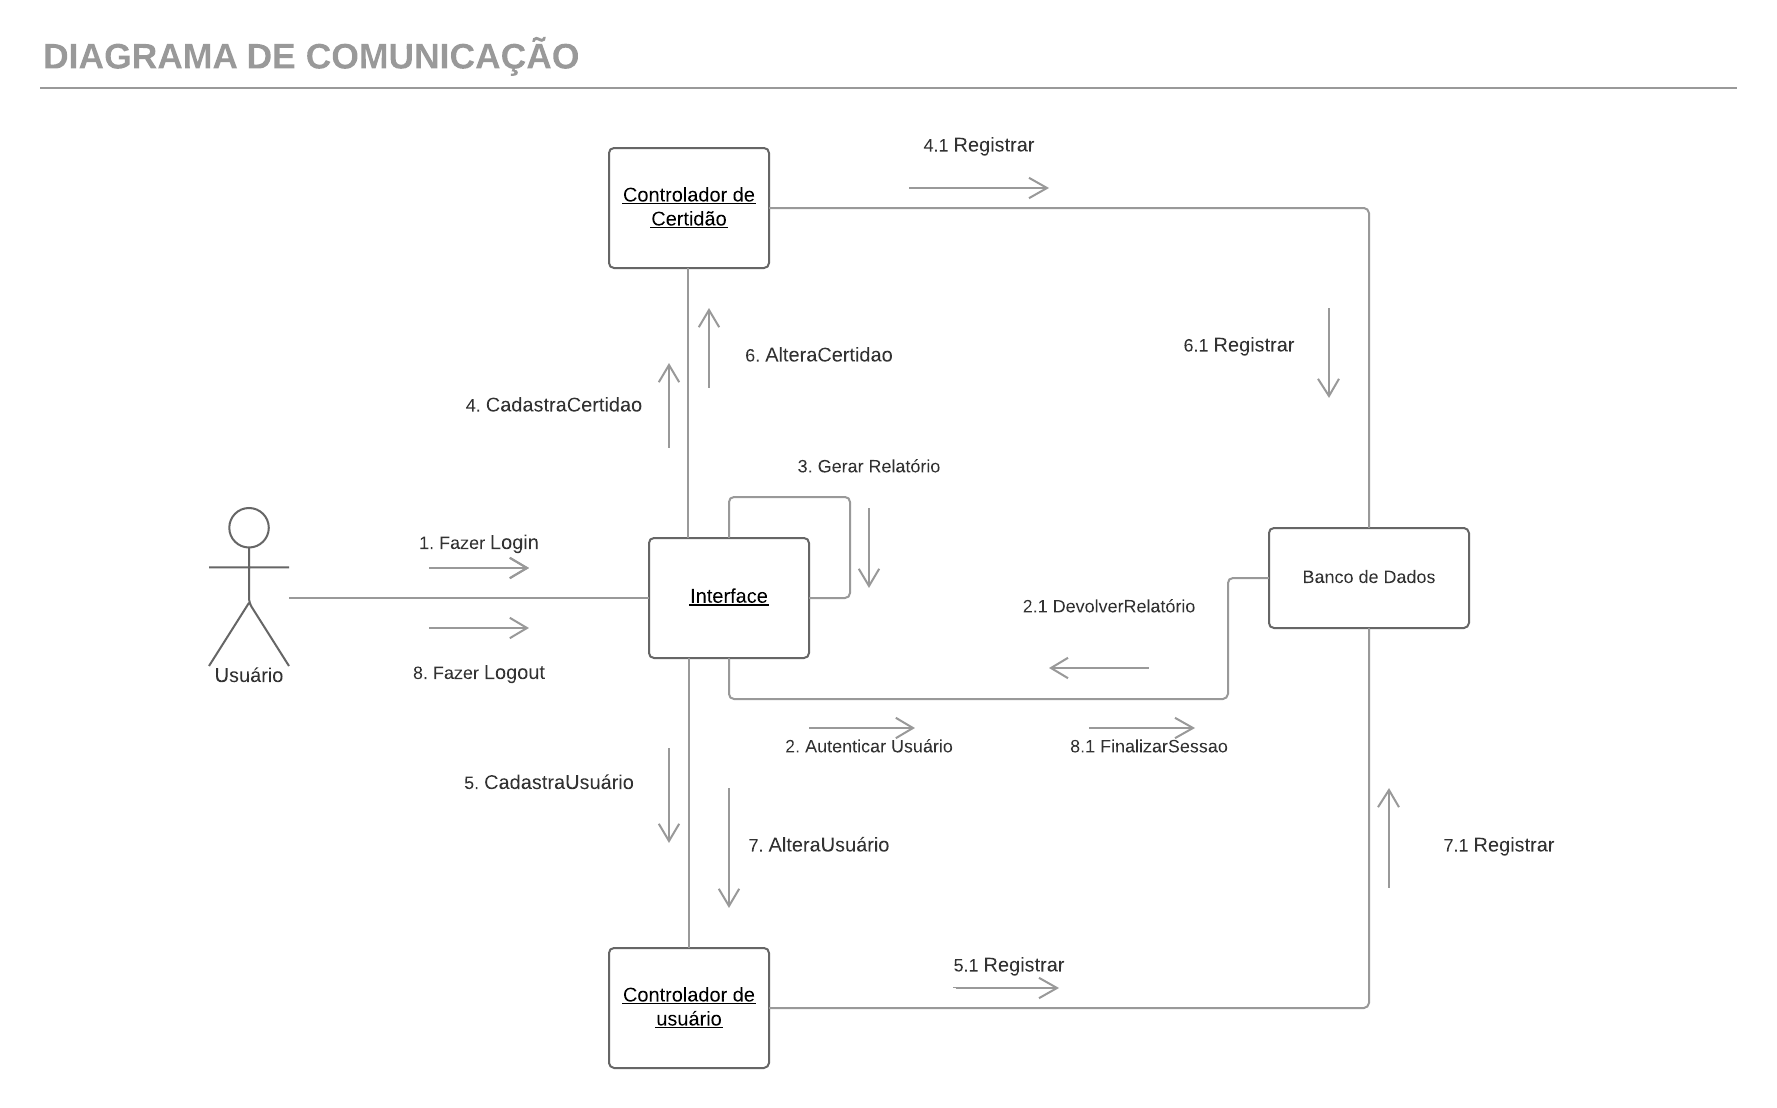 DIAGRAMA DE COMUNICAÇÃO
4.1 Registrar
Controlador de
Certidão
6. AlteraCertidao
6.1 Registrar
4. CadastraCertidao
3. Gerar Relatório
1. Fazer Login
Interface
Banco de Dados
2.1 DevolverRelatório
Usuário
8. Fazer Logout
2. Autenticar Usuário
8.1 FinalizarSessao
5. CadastraUsuário
7. AlteraUsuário
7.1 Registrar
5.1 Registrar
Controlador de
usuário